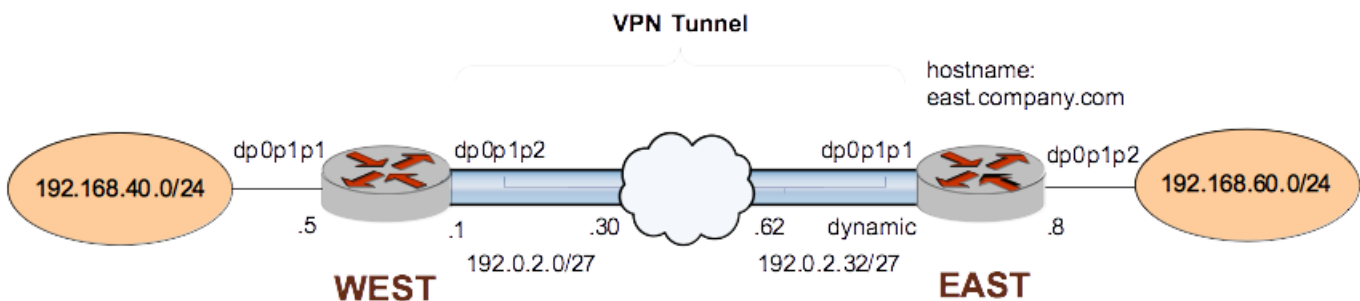 VPN Tunnel
hostname:
east.company.com
dp0p1p1
dp0p1p2
dp0p1p1
dp0p1p2
192.168.40.0/24
192.168.60.0/24
.5
.1
.30
.62
dynamic
.8
192.0.2.0/27
192.0.2.32/27
WEST
EAST